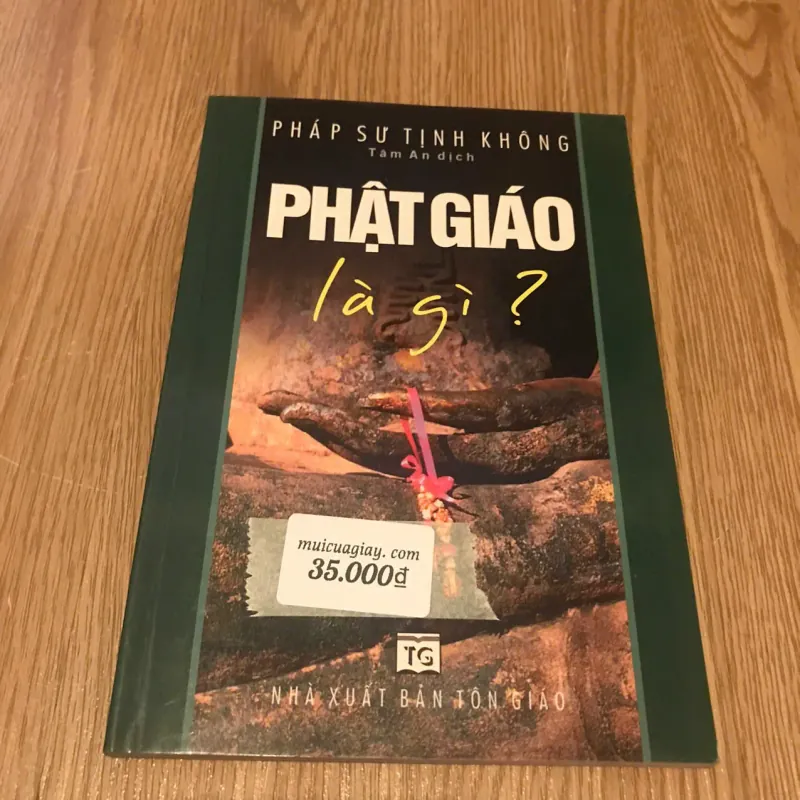 PHÁP SƯ TỊNH KHÔNG
Tâm An dịch
PHẬT GIÁO
là gì ?
muicuagiay. com
35.000₫
TG
NHÀ XUẤT BẢN TÔN GIÁO